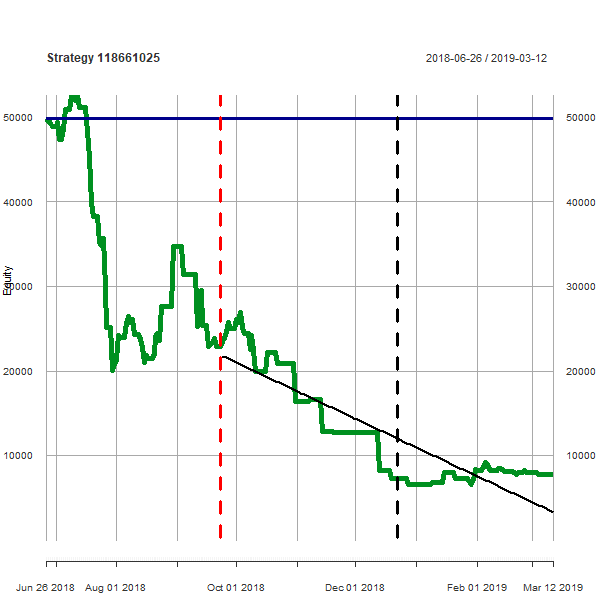 Strategy 118661025
2018-06-26 / 2019-03-12
50000
50000
40000
40000
30000
30000
Equity
20000
20000
10000
10000
Jun 26 2018
Aug 01 2018
Oct 01 2018
Dec 01 2018
Feb 01 2019
Mar 12 2019